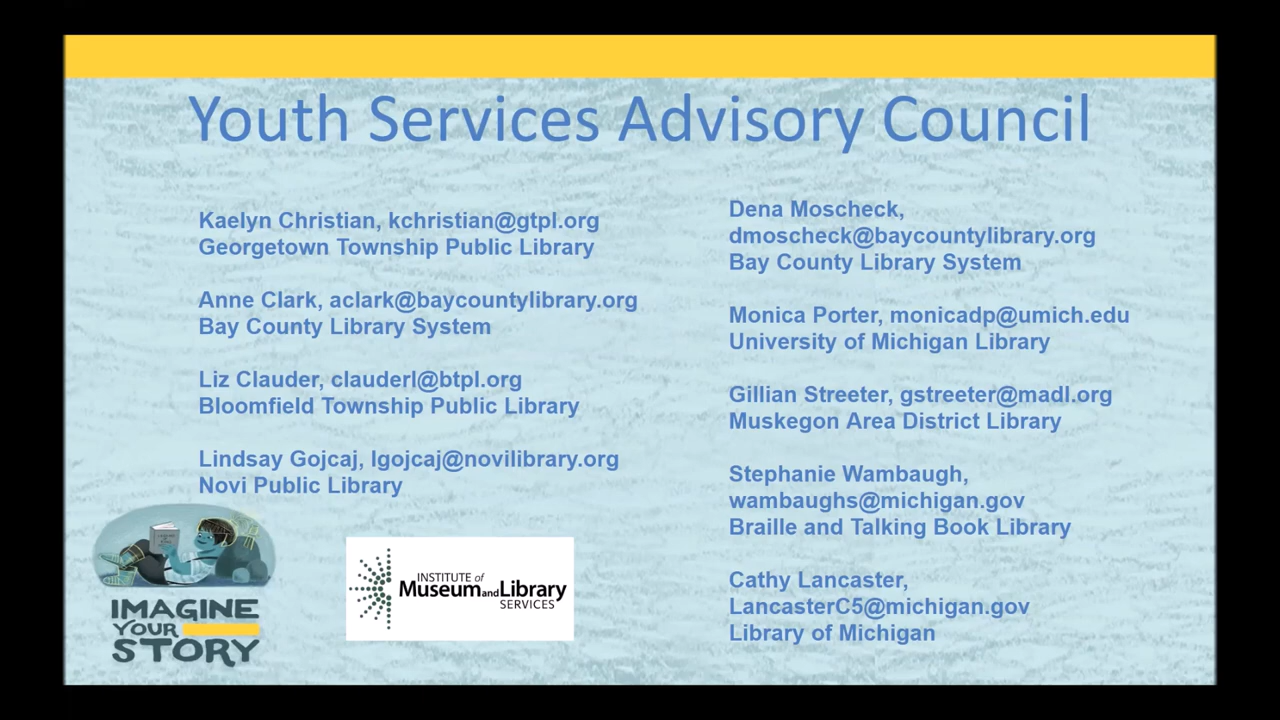 Youth Services Advisory Council
Kaelyn Christian, kchristian@gtpl.org
Georgetown Township Public Library
Anne Clark, aclark@baycountylibrary.org
Bay County Library System
Liz Clauder, clauderl@btpl.org
Bloomfield Township Public Library
Lindsay Gojcaj, lgojcaj@novilibrary.org
Novi Public Library
Dena Moscheck,
dmoscheck@baycountylibrary.org
Bay County Library System
Monica Porter, monicadp@umich.edu
University of Michigan Library
Gillian Streeter, gstreeter@madl.org
Muskegon Area District Library
Stephanie Wambaugh,
wambaughs@michigan.gov
Braille and Talking Book Library
Cathy Lancaster,
LancasterC5@michigan.gov
Library of Michigan
IMAGINE
YOUR
STORY
INSTITUTE of
Museum and Library
SERVICES